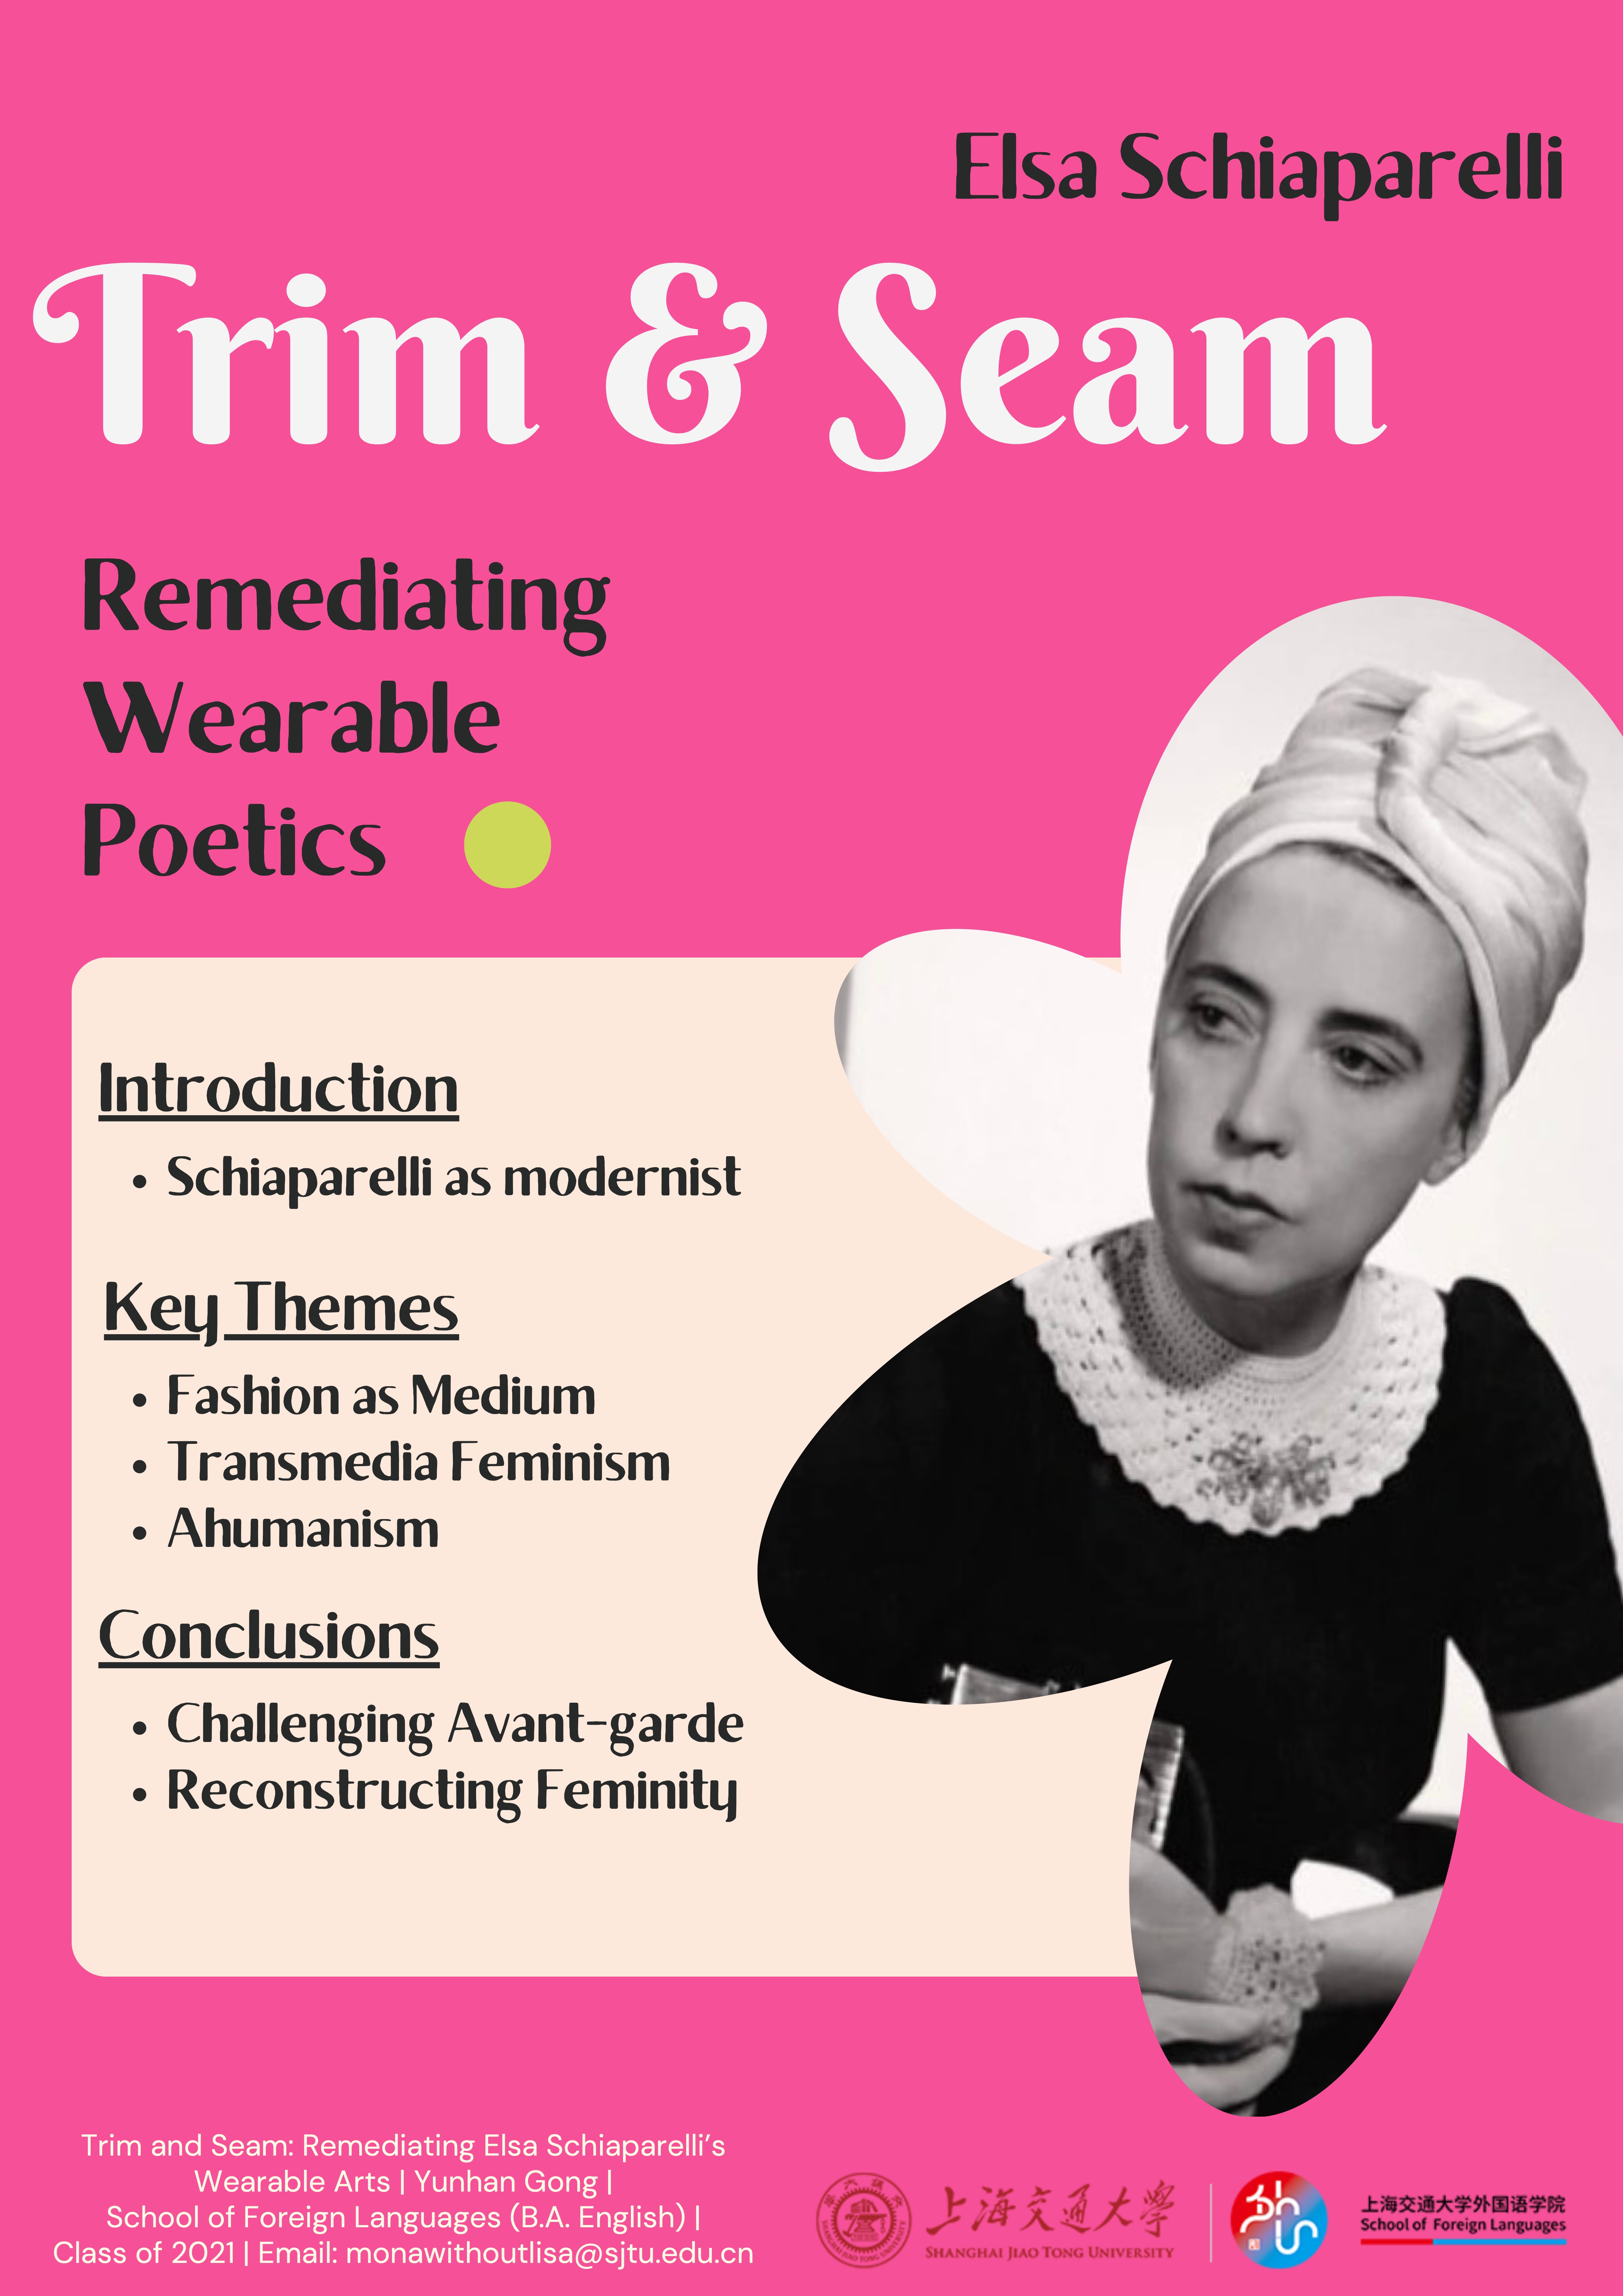 Elsa Schiaparelli
Trim & Seam
Remediating
Wearable
Poetics
Introduction
• Schiaparelli as modernist
Key Themes
• Fashion as Medium
• Transmedia Feminism
• Ahumanism
Conclusions
• Challenging Avant-garde
• Reconstructing Feminity
Trim and Seam: Remediating Elsa Schiaparelli’s
Wearable Arts | Yunhan Gong |
School of Foreign Languages (B.A. English) |
Class of 2021 | Email: monawithoutlisa@sjtu.edu.cn
上海交通大學
SHANGHAI JIAO TONG UNIVERSITY
上海交通大学外国语学院
School of Foreign Languages